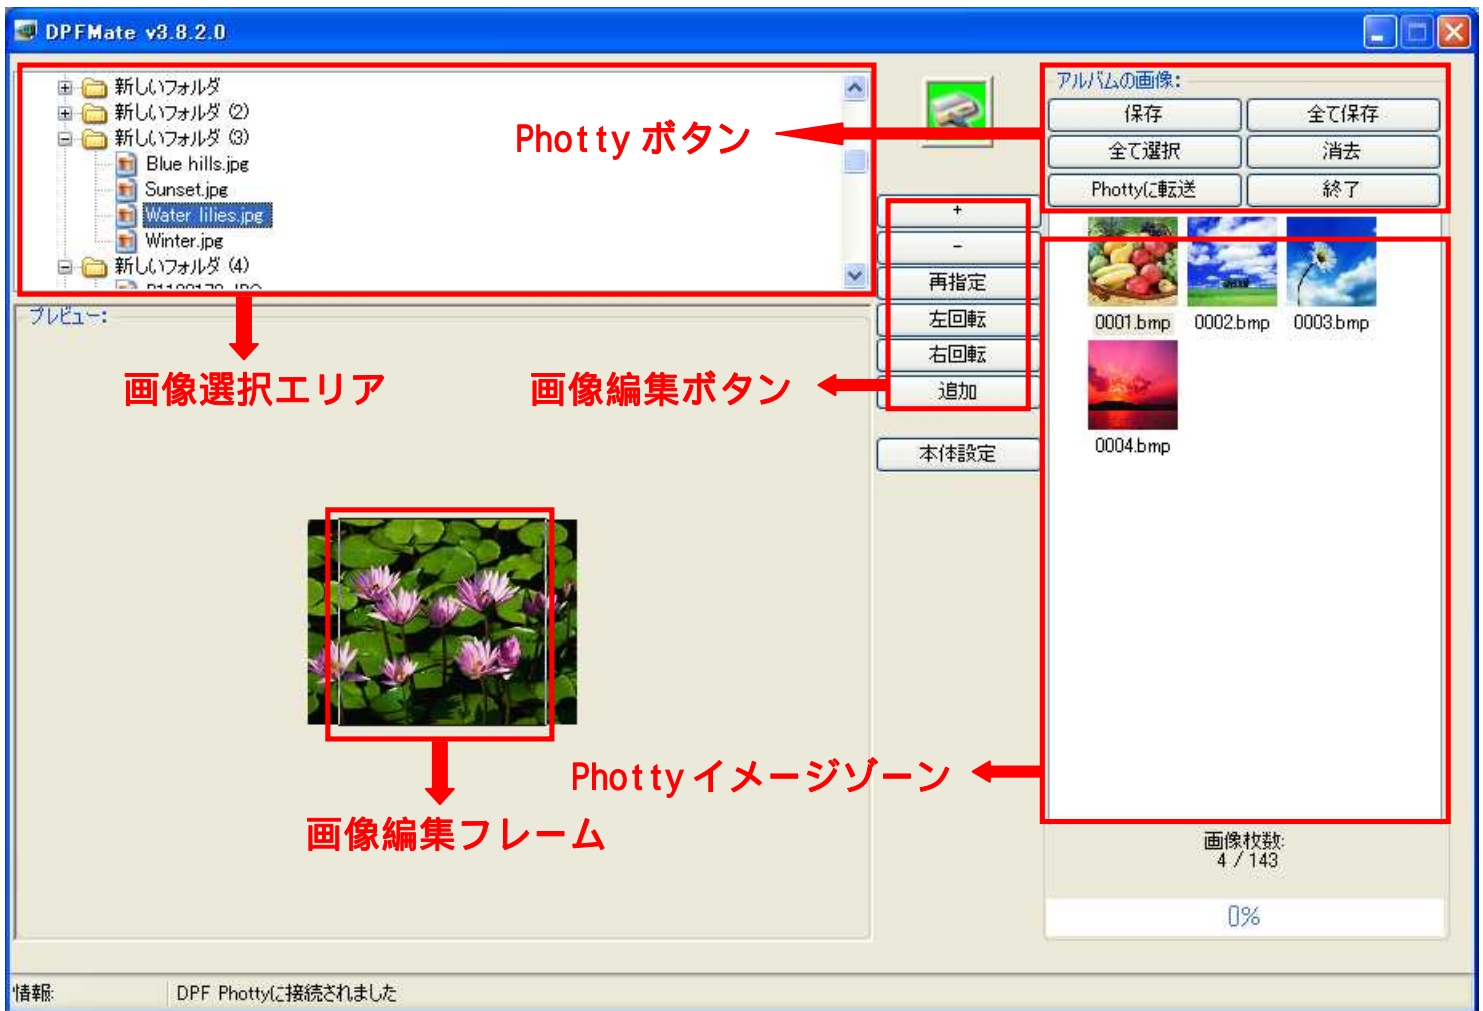 DPFMate v3.8.2.0
新しいフォルダ
新しいフォルダ (2)
新しいフォルダ (3)
Blue hills.jpg
Sunset.jpg
Water lilies.jpg
Winter.jpg
新しいフォルダ (4)
Photty ボタン
アルバムの画像:
保存 全て保存
全て選択 消去
Phottyに転送 終了
+
-
再指定
左回転
右回転
追加
本体設定
プレビュー:
画像選択エリア
画像編集ボタン
0001.bmp 0002.bmp 0003.bmp
0004.bmp
Photty イメージゾーン
画像編集フレーム
画像枚数:
4 / 143
0%
情報: DPF Phottyに接続されました